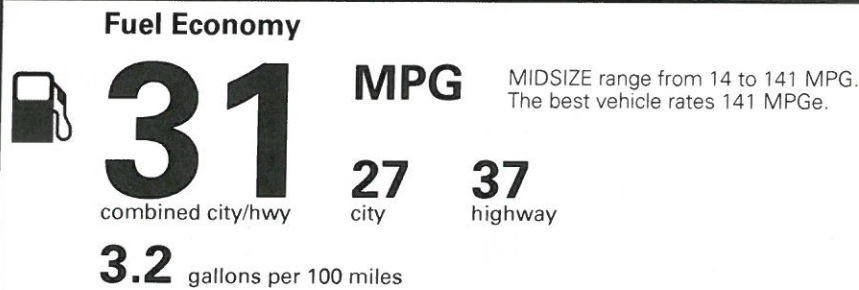 Fuel Economy
31 MPG
MIDSIZE range from 14 to 141 MPG.
The best vehicle rates 141 MPGe.
27 37
combined city/hwy city highway
3.2 gallons per 100 miles